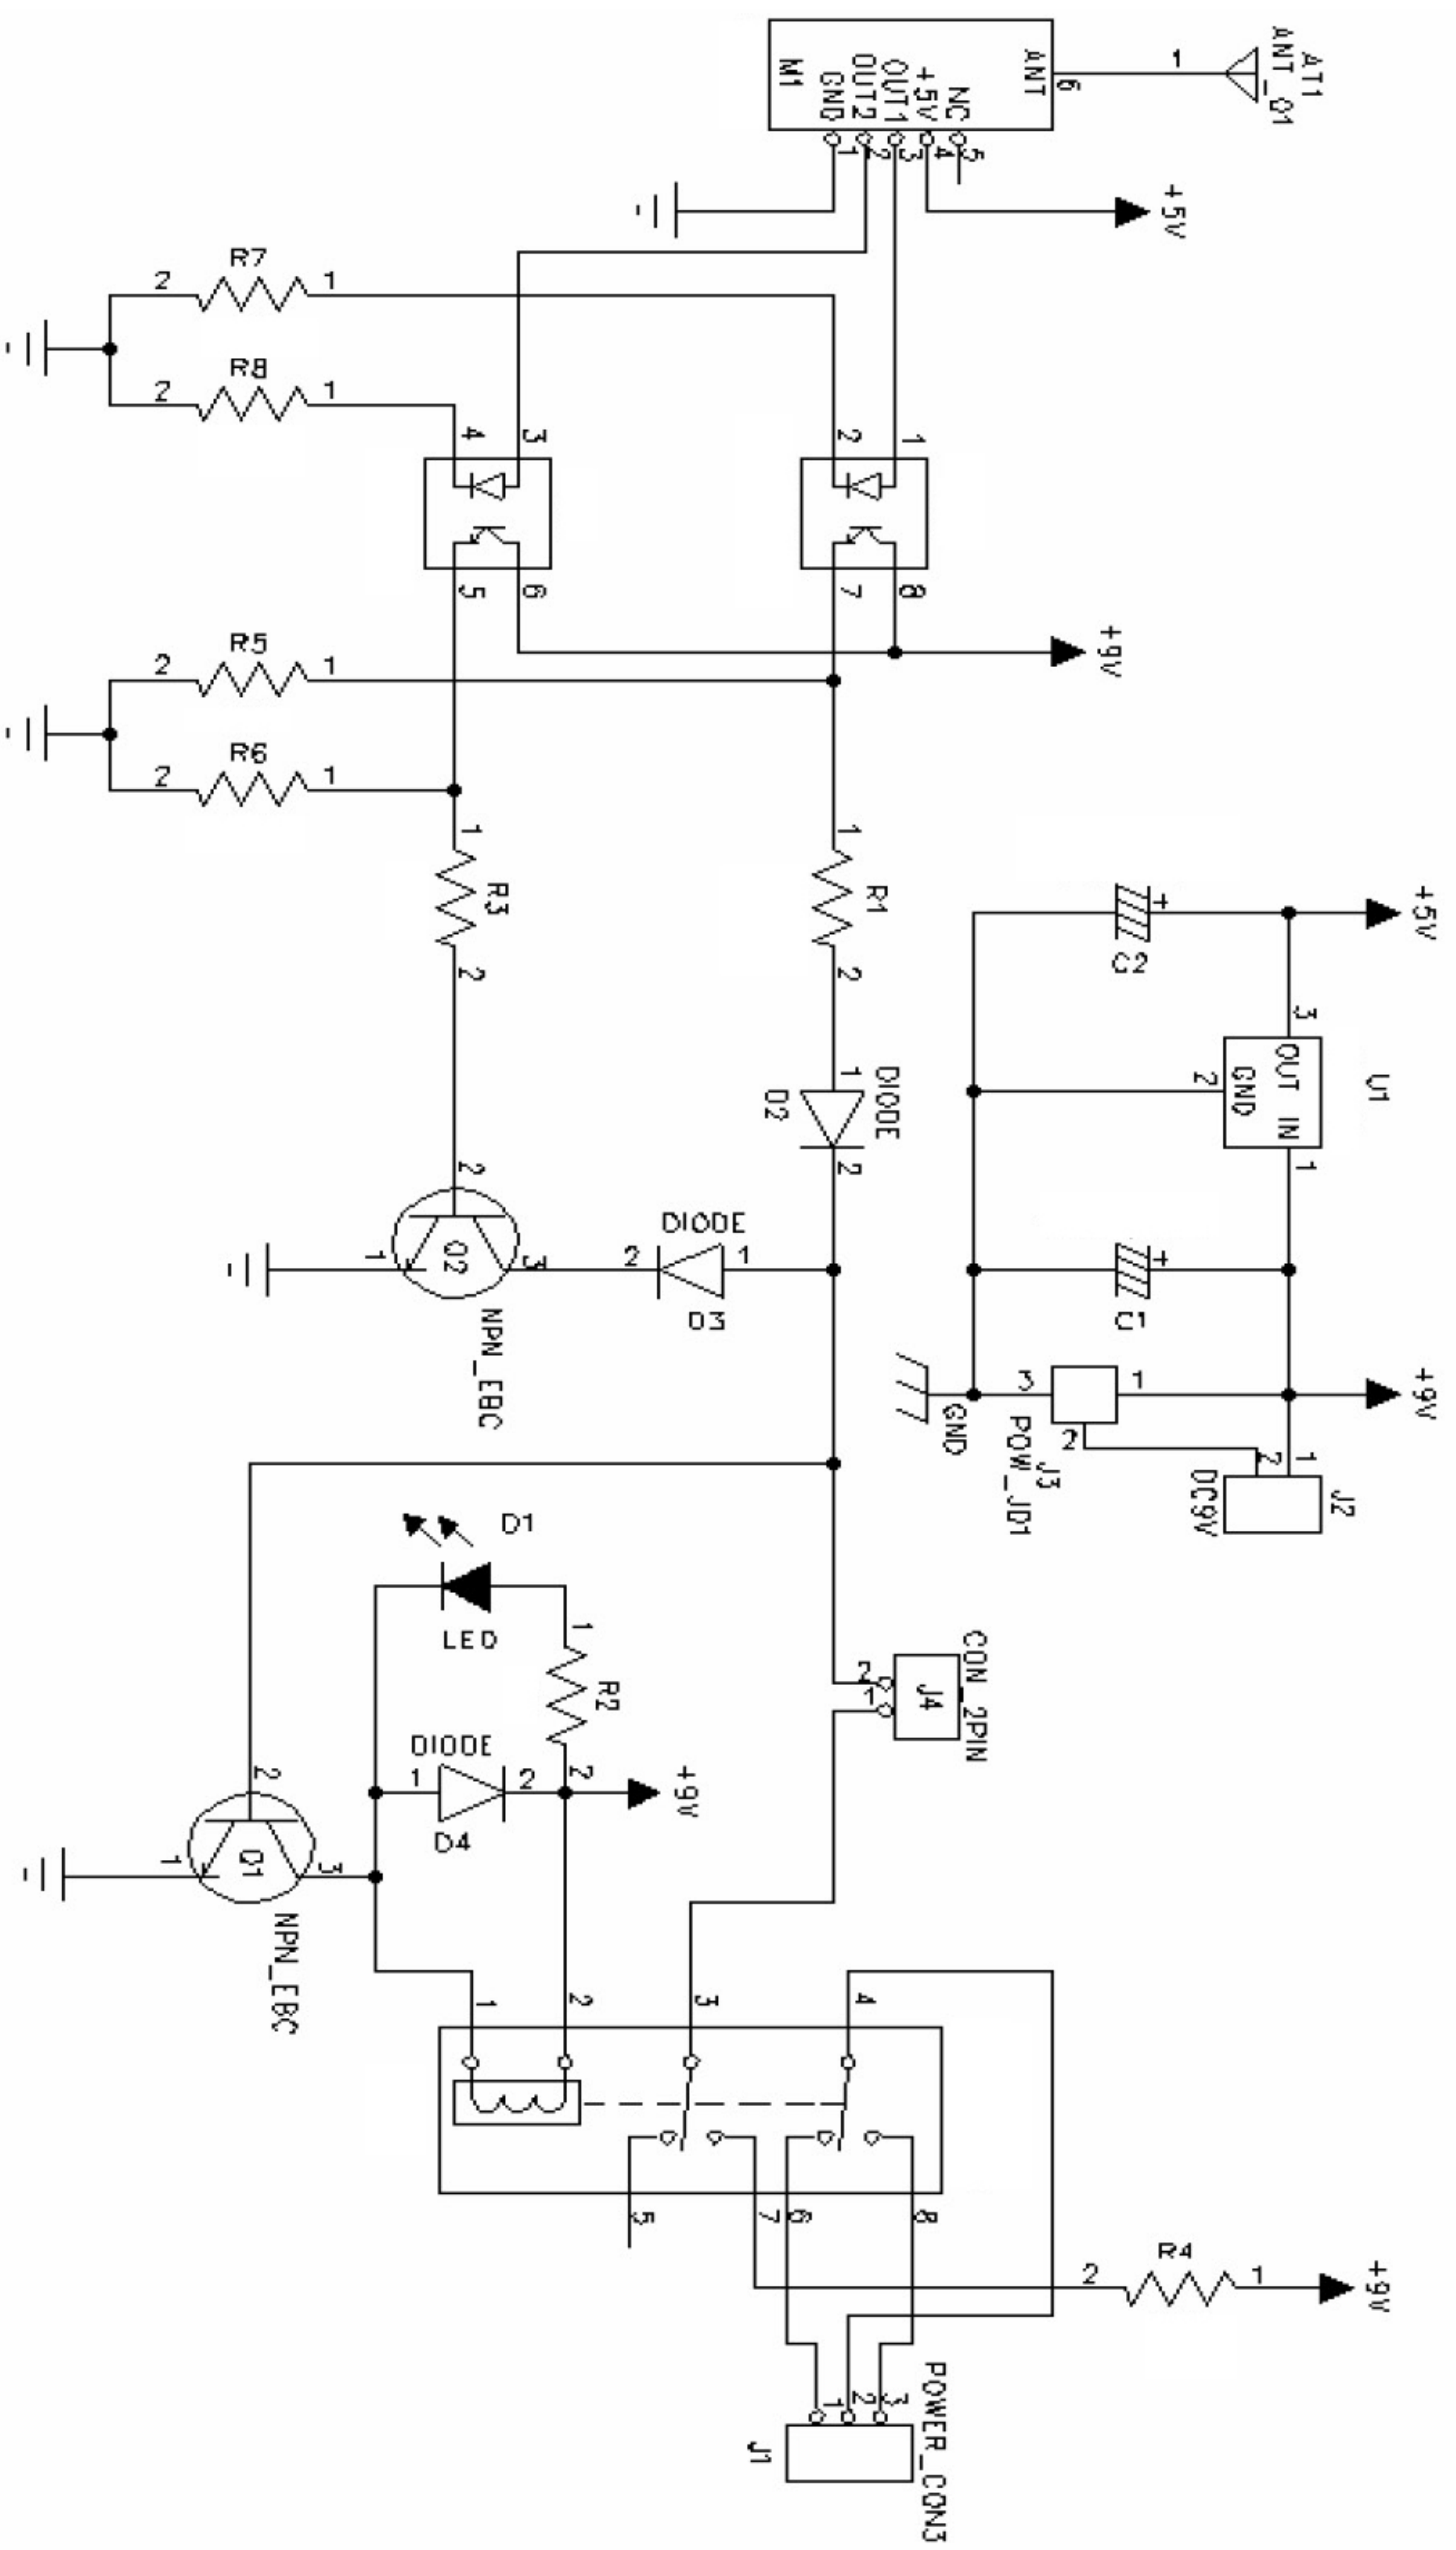 AT1
ANT_Q1
1
6
ANT
NC
+5V
OUT1
OUT2
GND
M1
5
4
3
2
1
+5V
R7
2
1
R8
2
1
4
3
2
1
5
6
7
8
+9V
R5
2
1
R6
2
1
1
R3
2
1
R1
2
+5V
+
C2
3
U1
OUT IN
GND
2
1
+
C1
+9V
1
3
2
J3
POW_JD1
GND
1
2
J2
DC9V
1
DIODE
D2
2
DIODE
2
1
D3
2
Q2
1
3
NPN_EBC
D1
LED
1
R2
2
DIODE
1
2
D4
+9V
CON_2PIN
J4
2
1
2
Q1
1
3
NPN_EBC
1
2
3
4
5
7
6
8
R4
2
1
+9V
POWER_CON3
1
2
3
J1